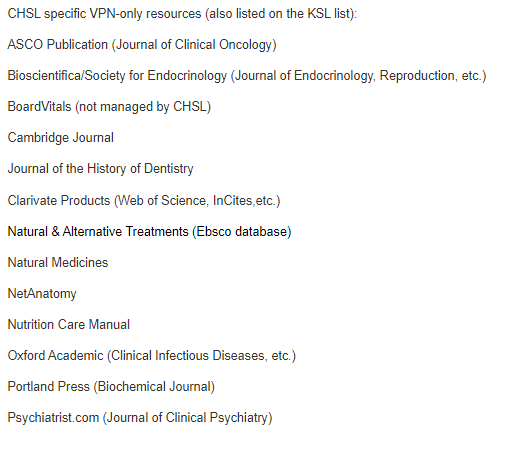 CHSL specific VPN-only resources (also listed on the KSL list):
ASCO Publication (Journal of Clinical Oncology)
Bioscientifica/Society for Endocrinology (Journal of Endocrinology, Reproduction, etc.)
BoardVitals (not managed by CHSL)
Cambridge Journal
Journal of the History of Dentistry
Clarivate Products (Web of Science, InCites,etc.)
Natural & Alternative Treatments (Ebsco database)
Natural Medicines
NetAnatomy
Nutrition Care Manual
Oxford Academic (Clinical Infectious Diseases, etc.)
Portland Press (Biochemical Journal)
Psychiatrist.com (Journal of Clinical Psychiatry)